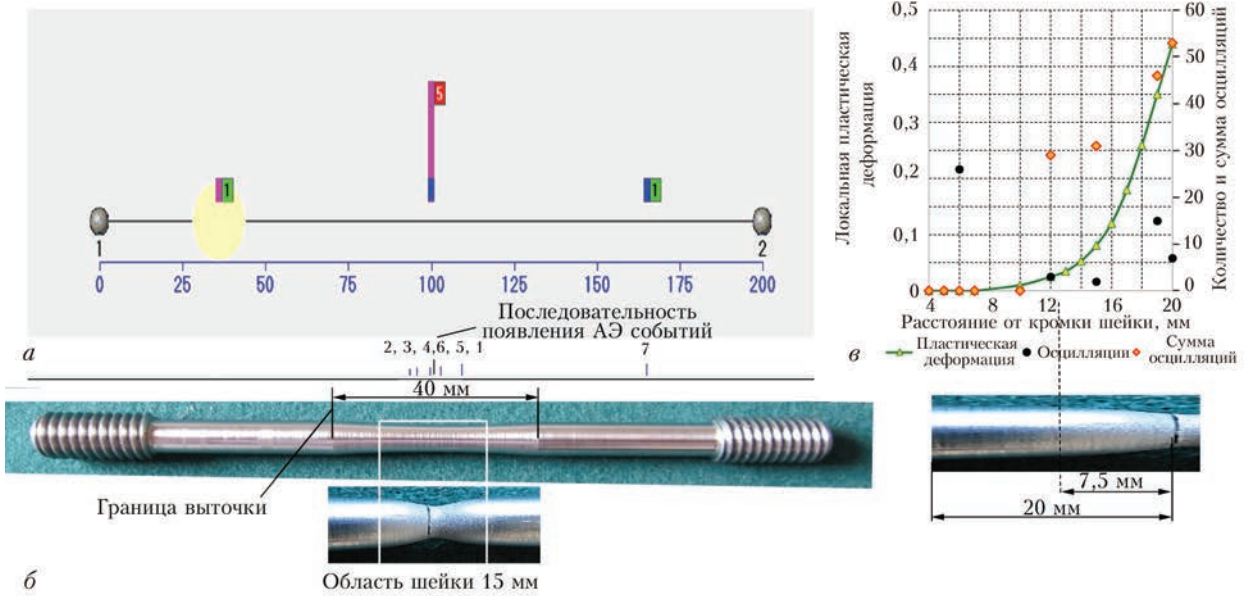 5
1
1
1
2
0
25
50
75
100
125
150
175
200
Последовательность
появления АЭ событий
а
2, 3, 4,6, 5, 1
7
40 мм
Граница выточки
Область шейки 15 мм
б
0,5
0,4
0,3
0,2
0,1
0
60
50
40
30
20
10
0
4
8
12
16
20
Локальная пластическая
деформация
Количество и сумма осцилляций
Расстояние от кромки шейки, мм
в
Пластическая
деформация
Осцилляции
Сумма
осцилляций
7,5 мм
20 мм